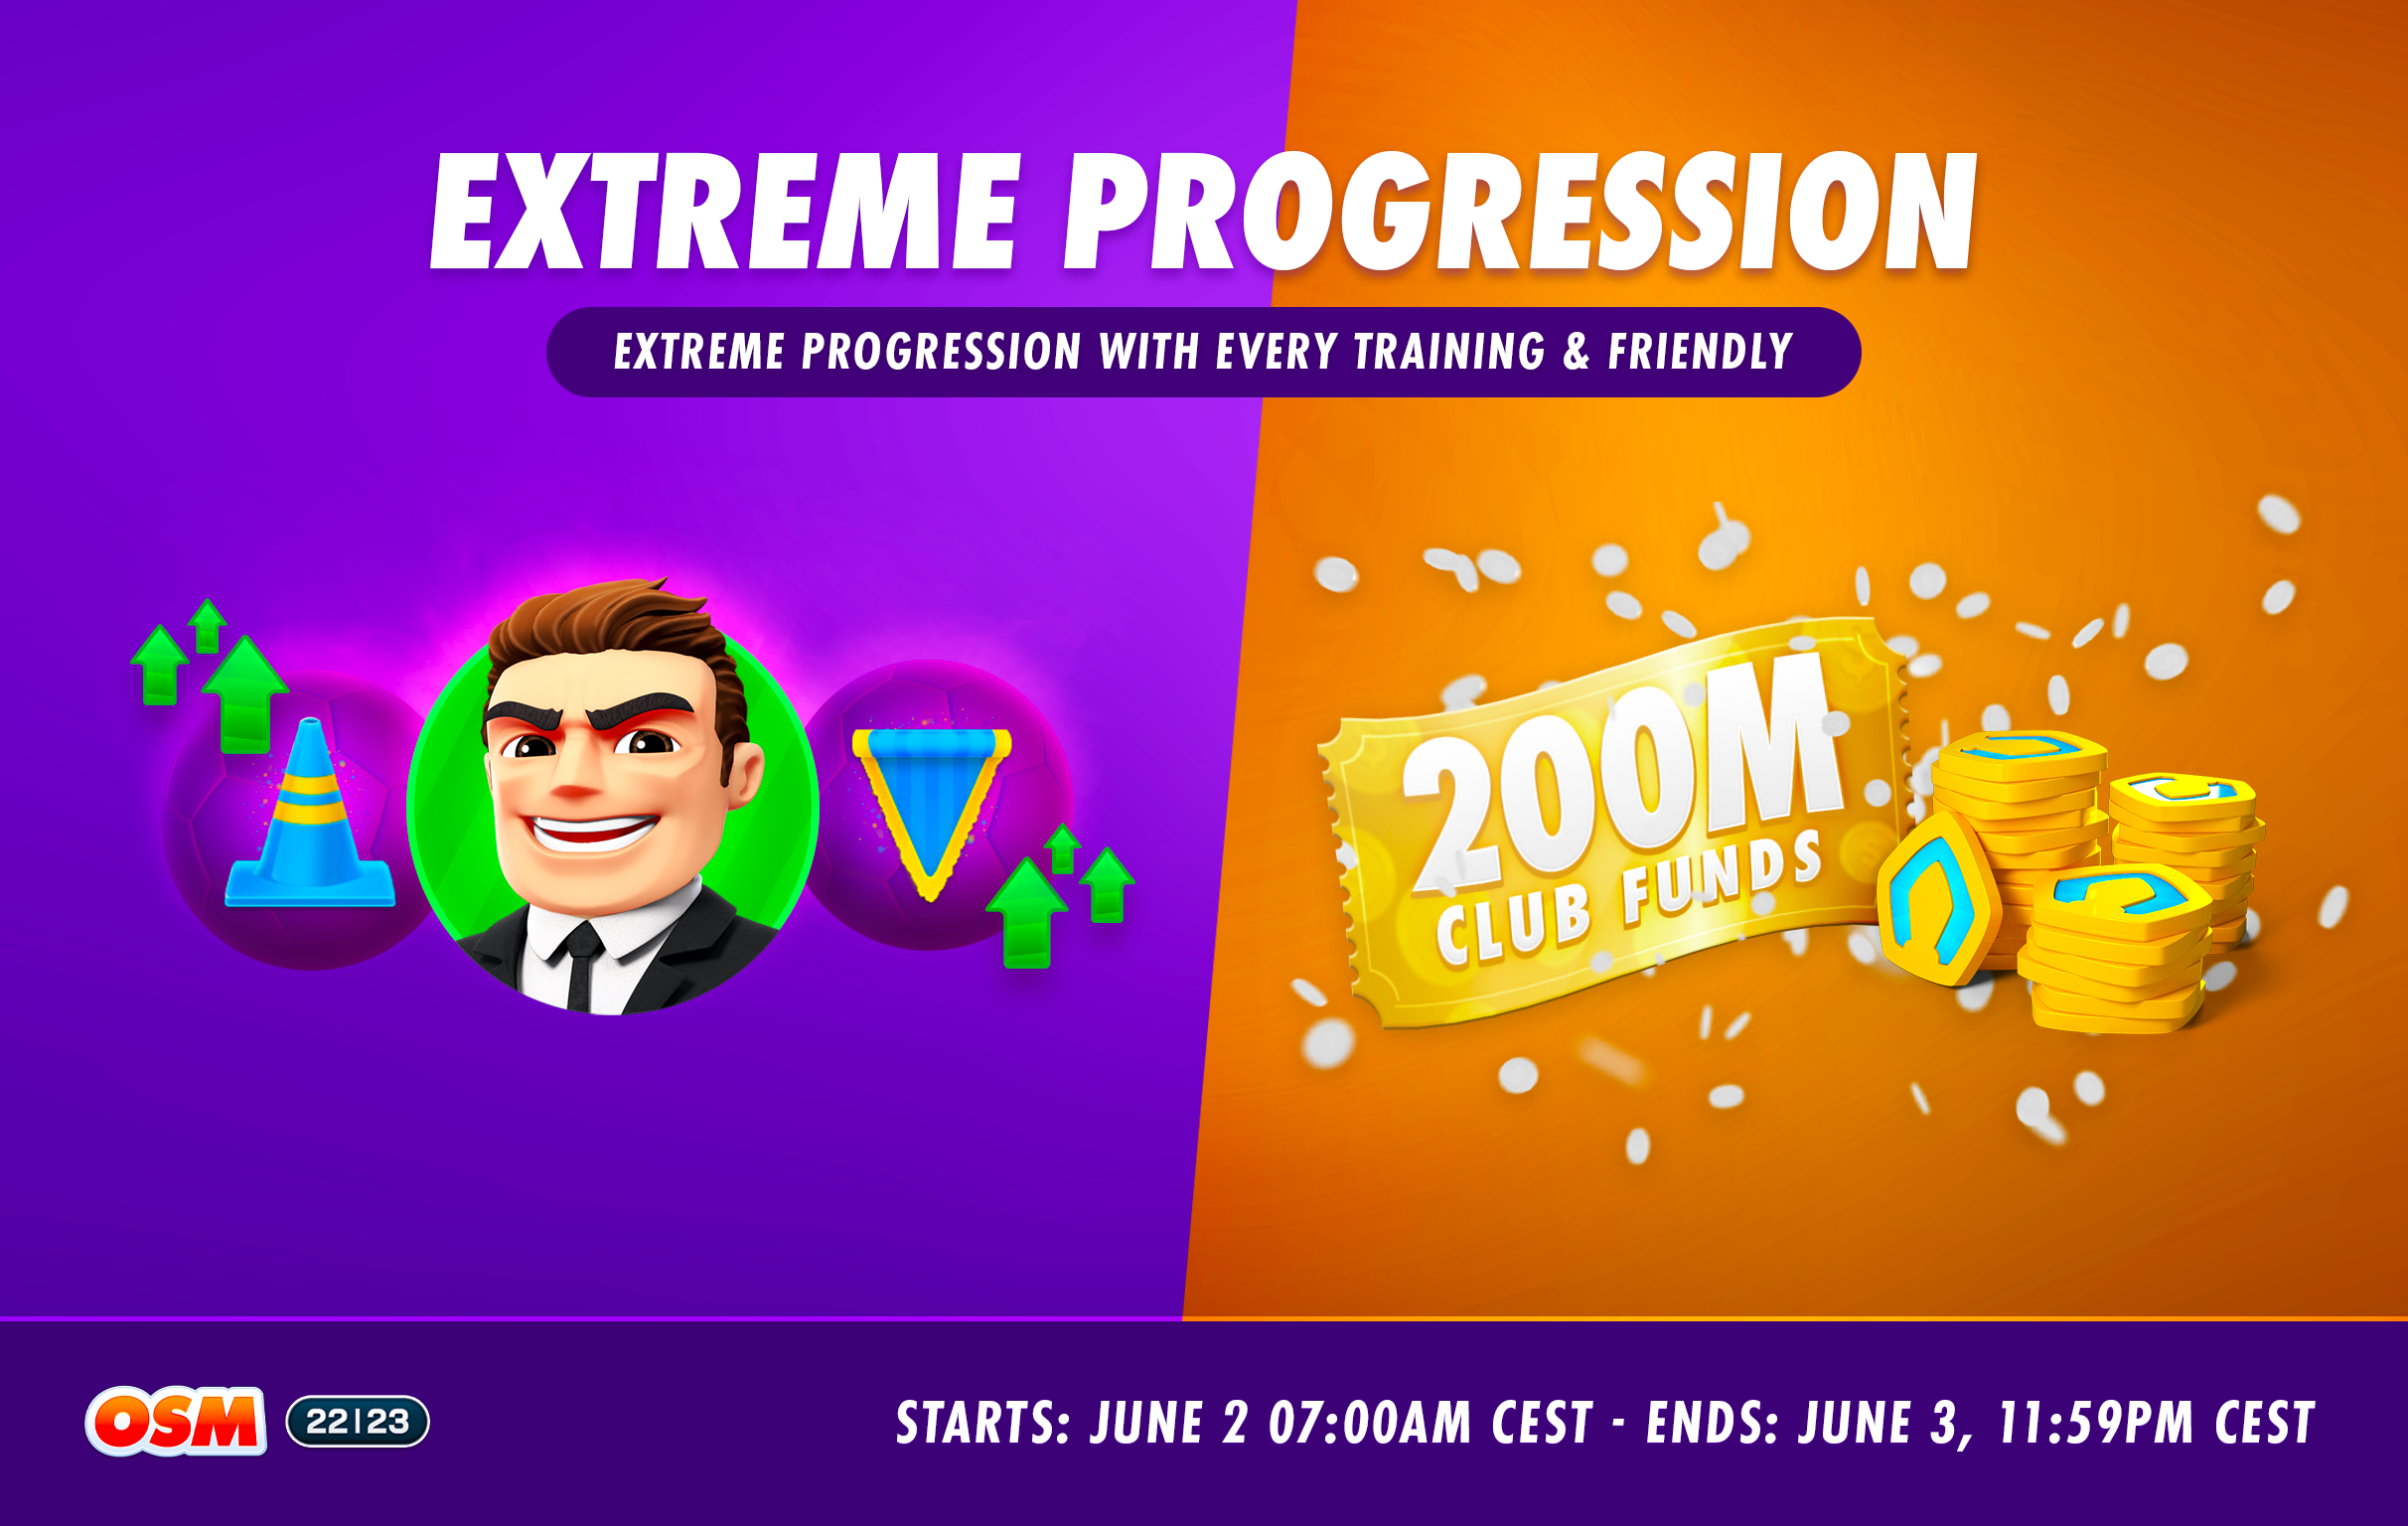 EXTREME PROGRESSION
EXTREME PROGRESSION WITH EVERY TRAINING & FRIENDLY
200M
CLUB FUNDS
OSM
22|23
STARTS: JUNE 2 07:00AM CEST - ENDS: JUNE 3, 11:59PM CEST